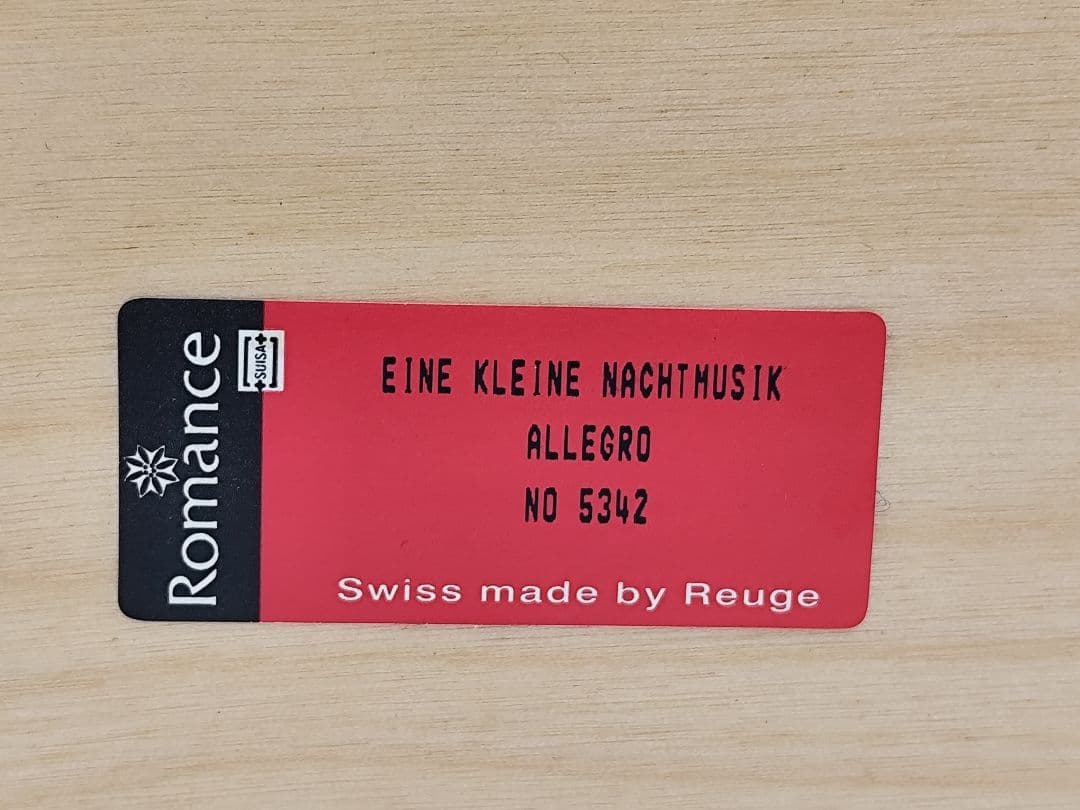 Romance
SUISA
EINE KLEINE NACHTMUSIK
ALLEGRO
NO 5342
Swiss made by Reuge